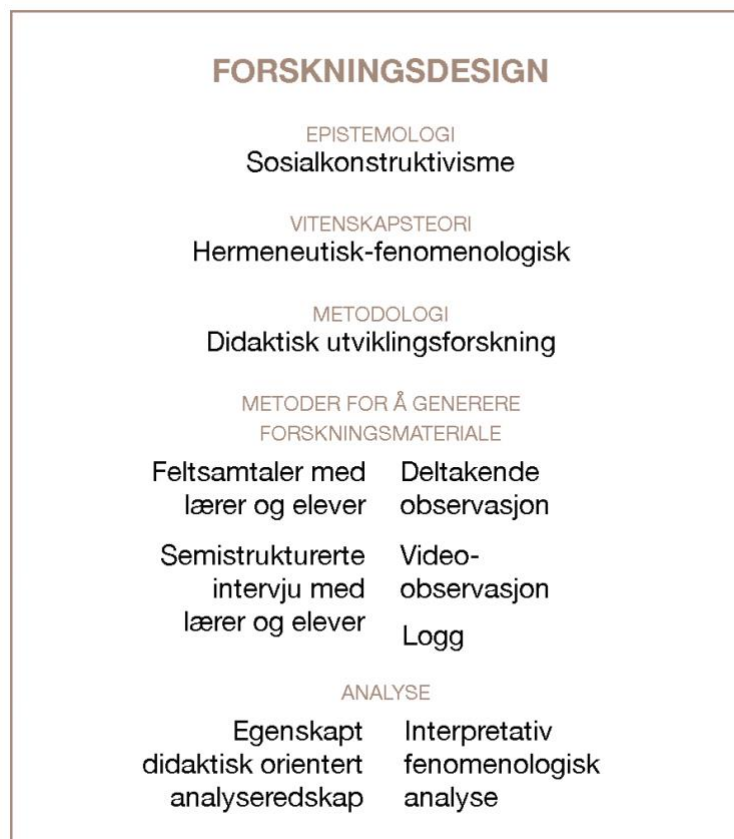 FORSKNINGSDESIGN
EPISTEMOLOGI
Sosialkonstruktivisme
VITENSKAPSTEORI
Hermeneutisk-fenomenologisk
METODOLOGI
Didaktisk utviklingsforskning
METODER FOR Å GENERERE
FORSKNINGSMATERIALE
Feltsamtaler med
lærer og elever
Deltakende
observasjon
Semistrukturerte
intervju med
lærer og elever
Video-
observasjon
Logg
ANALYSE
Egenskapt
didaktisk orientert
analyseredskap
Interpretativ
fenomenologisk
analyse